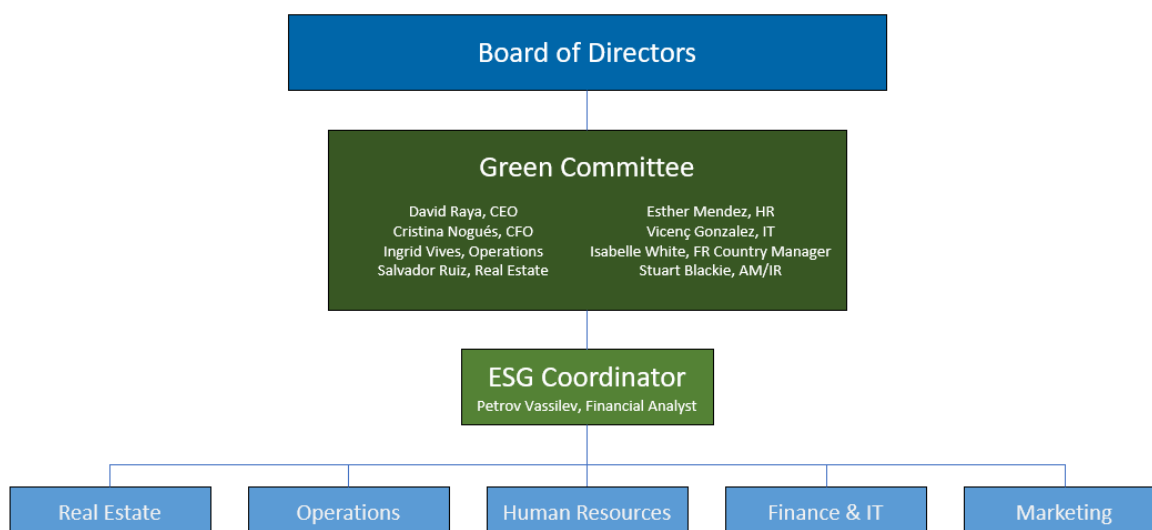 Board of Directors
Green Committee
David Raya, CEO
Cristina Nogués, CFO
Ingrid Vives, Operations
Salvador Ruiz, Real Estate
Esther Mendez, HR
Vicenç Gonzalez, IT
Isabelle White, FR Country Manager
Stuart Blackie, AM/IR
ESG Coordinator
Petrov Vassilev, Financial Analyst
Real Estate
Operations
Human Resources
Finance & IT
Marketing